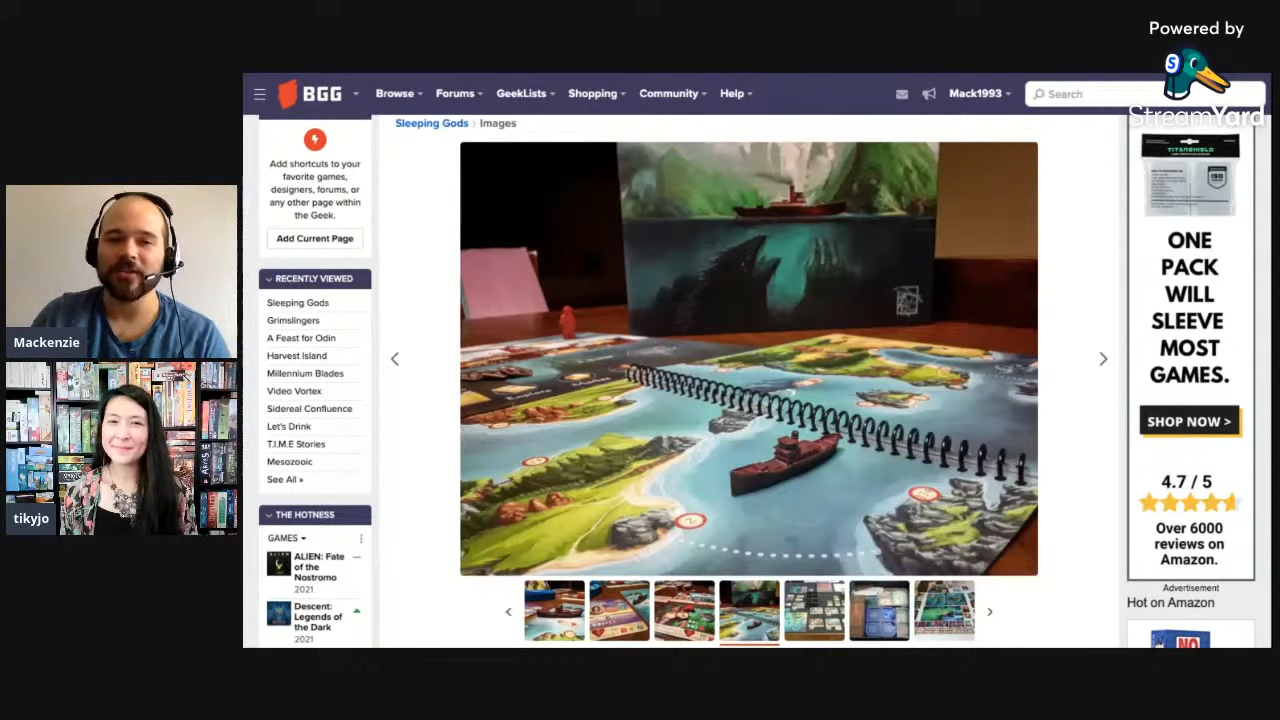 Powered by
S
StreamYard
BGG
Browse
Forums
GeekLists
Shopping
Community
Help
Mack1993
Search
Sleeping Gods
Images
Add shortcuts to your
favorite games,
designers, forums, or
any other page within
the Geek.
Add Current Page
RECENTLY VIEWED
Sleeping Gods
Grimslingers
A Feast for Odin
Harvest Island
Millennium Blades
Video Vortex
Sidereal Confluence
Let's Drink
T.I.M.E Stories
Mesozooic
See All »
THE HOTNESS
GAMES
ALIEN: Fate
of the
Nostromo
2021
Descent:
Legends of
the Dark
2021
Mackenzie
tikyjo
TITANSHIELD
ISO
ONE
PACK
WILL
SLEEVE
MOST
GAMES.
SHOP NOW >
4.7 / 5
Over 6000
reviews on
Amazon.
Advertisement
Hot on Amazon
NO